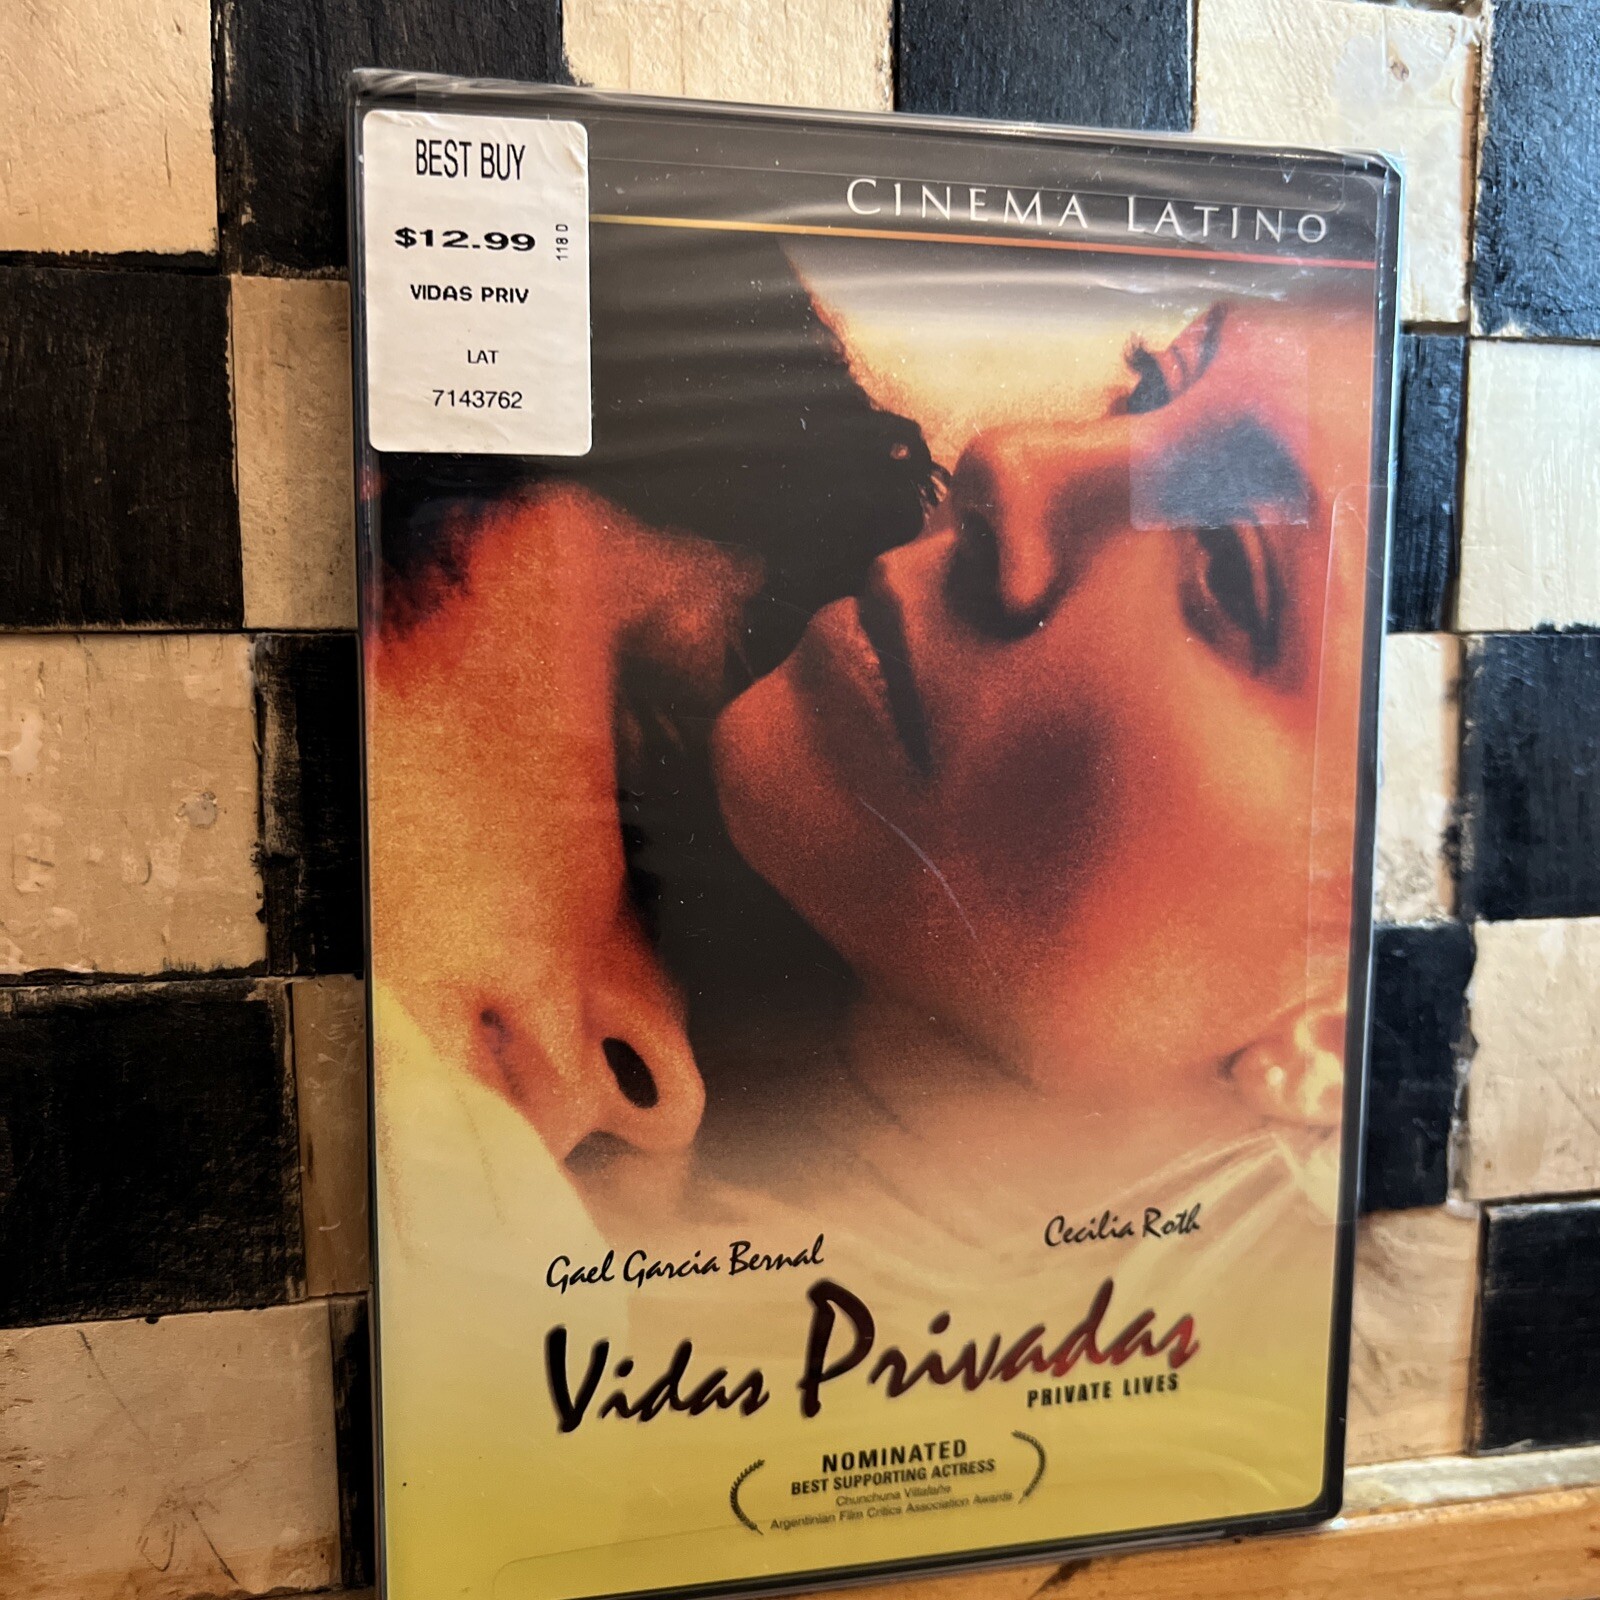 BEST BUY
$12.99
1180
VIDAS PRIV
LAT
7143762
CINEMA LATINO
Gael Garcia Bernal
Cecilia Roth
Vidas Privadas
PRIVATE LIVES
NOMINATED
BEST SUPPORTING ACTRESS
Chunchuna Villafañe
Argentinian Film Critics Association Awards